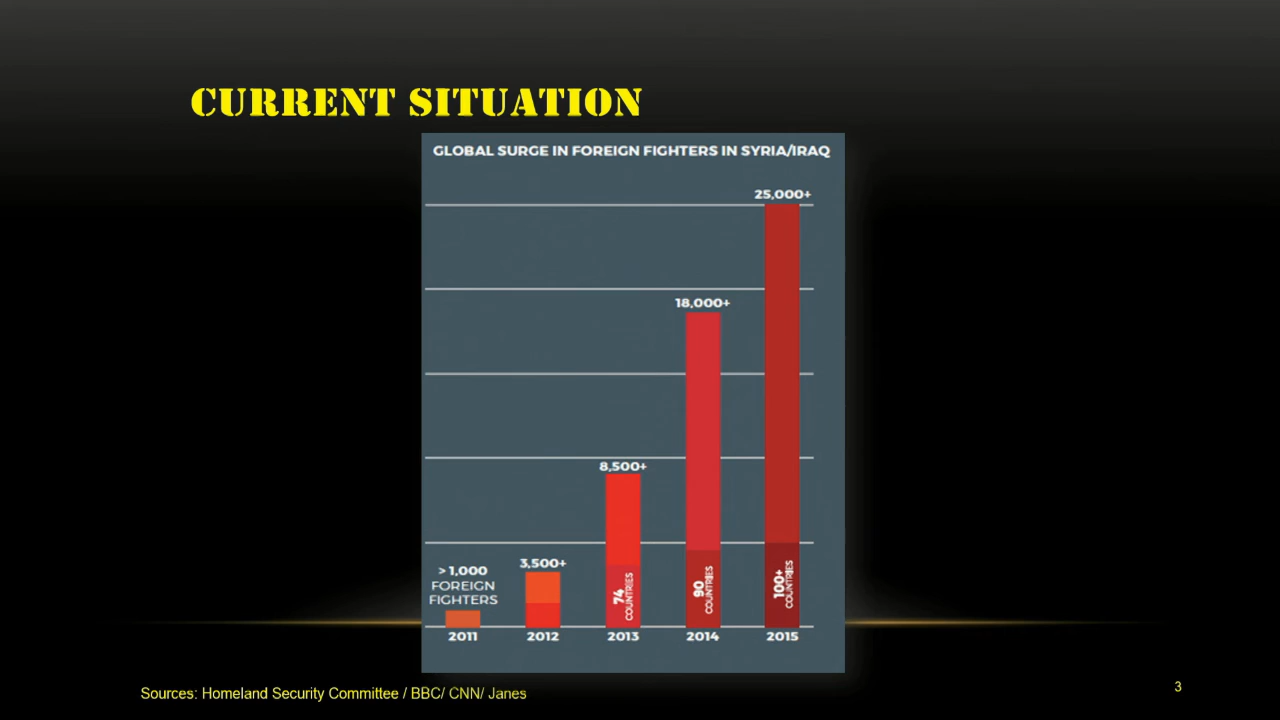 CURRENT SITUATION
GLOBAL SURGE IN FOREIGN FIGHTERS IN SYRIA/IRAQ
25,000+
18,000+
8,500+
3,500+
>1,000
FOREIGN
FIGHTERS
74
COUNTRIES
90
COUNTRIES
100+
COUNTRIES
2011 2012 2013 2014 2015
Sources: Homeland Security Committee / BBC/ CNN/ Janes
3